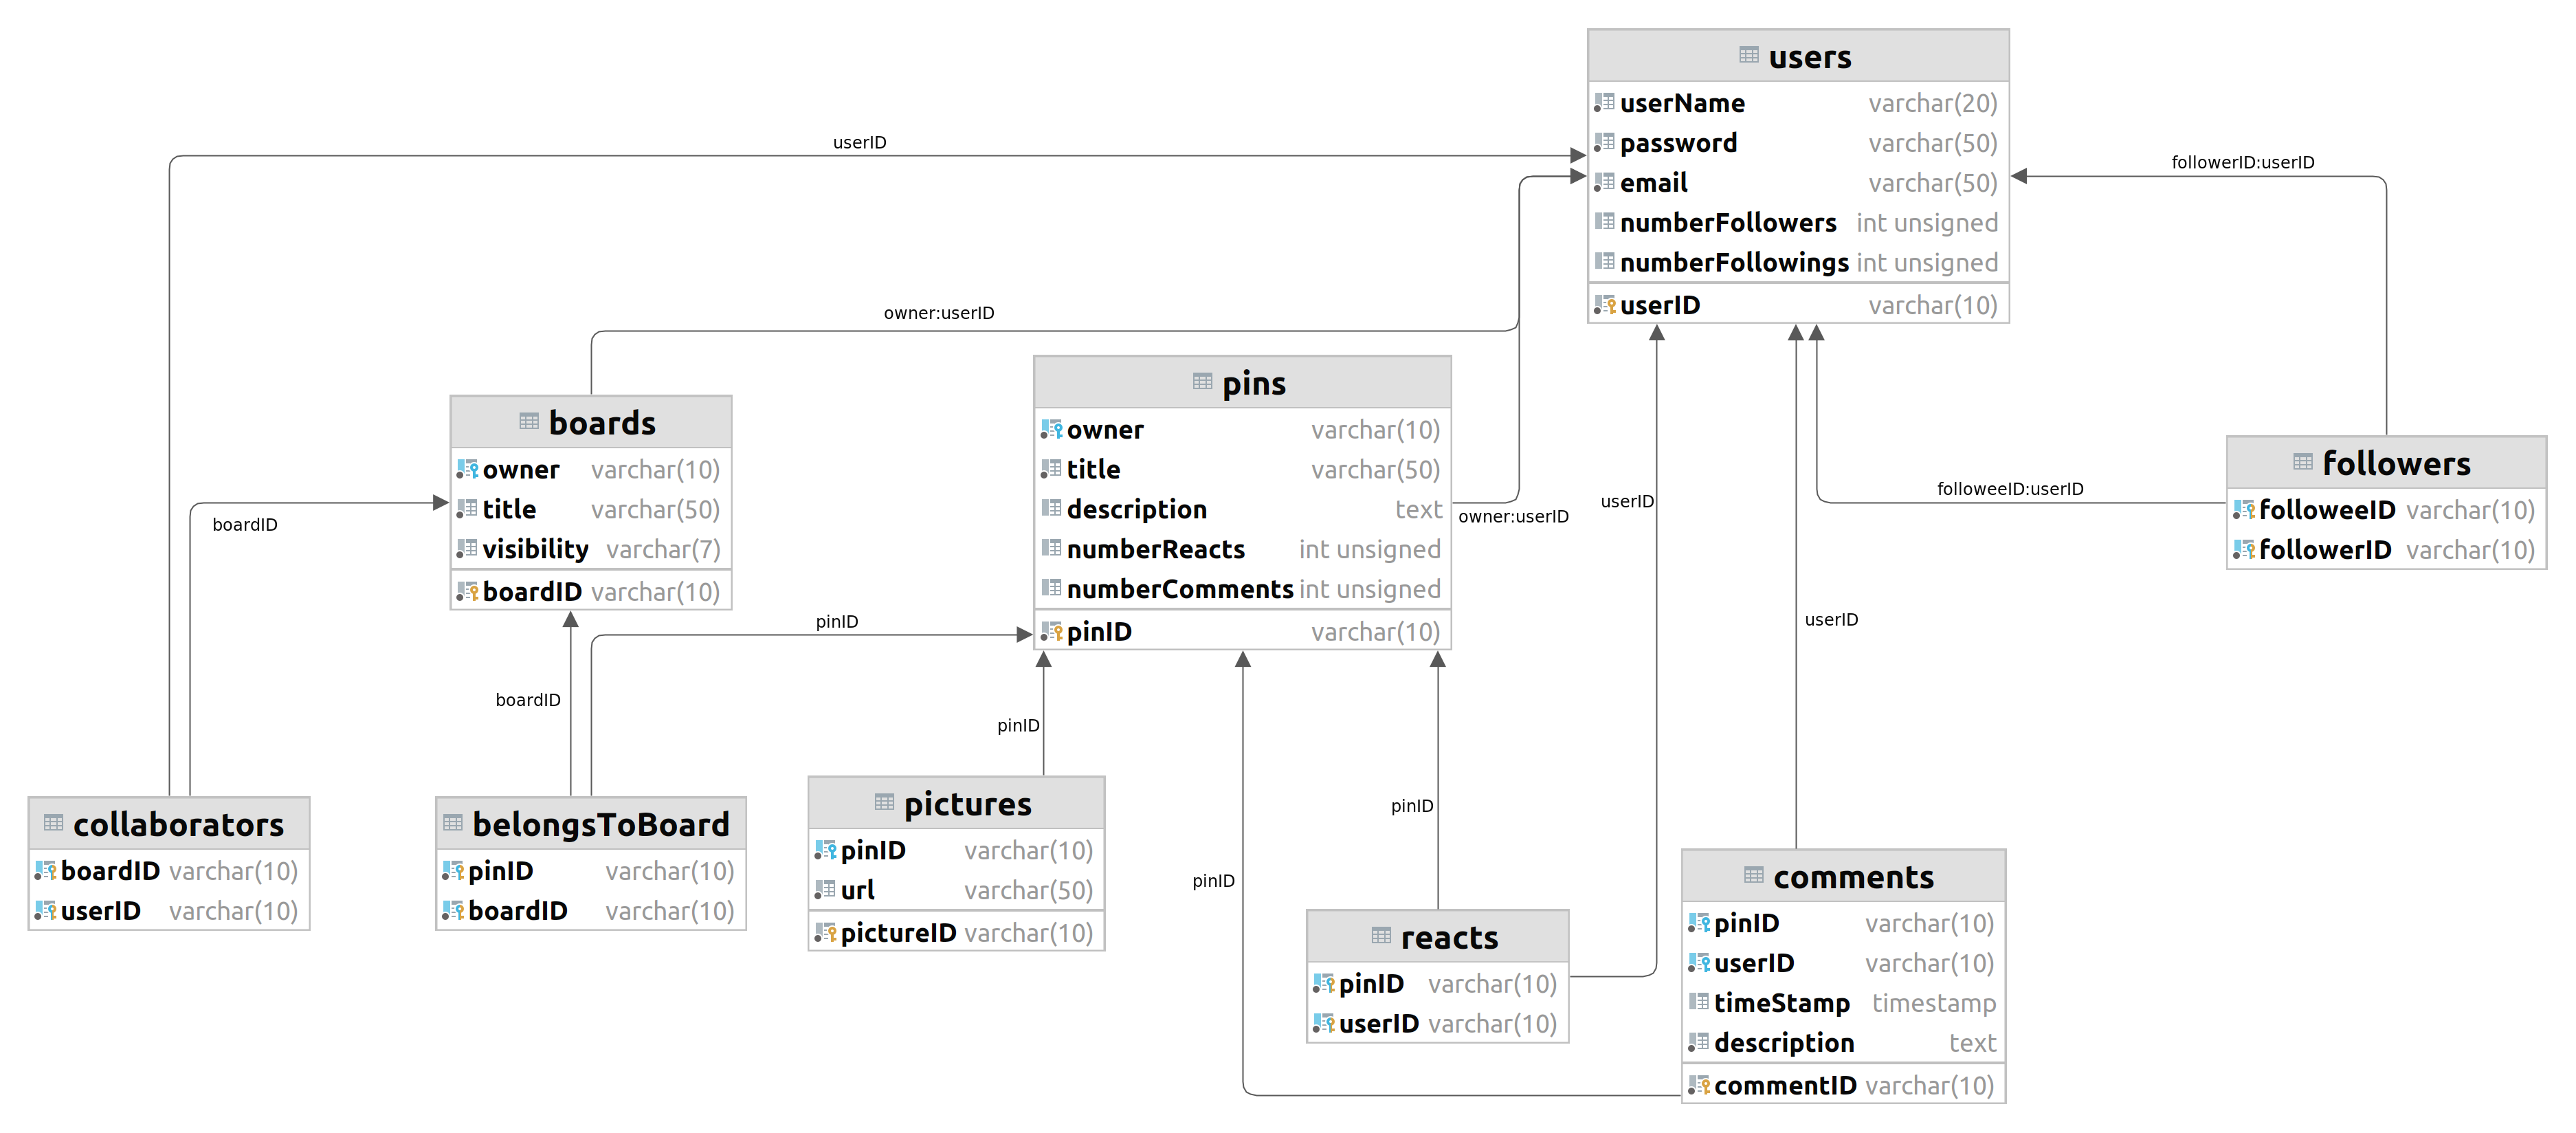 users
userName varchar(20)
password varchar(50)
email varchar(50)
numberFollowers int unsigned
numberFollowings int unsigned
userID varchar(10)
userID
followerID:userID
owner:userID
boards
owner varchar(10)
title varchar(50)
visibility varchar(7)
boardID varchar(10)
pins
owner varchar(10)
title varchar(50)
description text
numberReacts int unsigned
numberComments int unsigned
pinID varchar(10)
owner:userID
userID
followeeID:userID
followers
followeeID varchar(10)
followerID varchar(10)
boardID
pinID
userID
boardID
pinID
pinID
pinID
collaborators
boardID varchar(10)
userID varchar(10)
belongsToBoard
pinID varchar(10)
boardID varchar(10)
pictures
pinID varchar(10)
url varchar(50)
pictureID varchar(10)
reacts
pinID varchar(10)
userID varchar(10)
comments
pinID varchar(10)
userID varchar(10)
timeStamp timestamp
description text
commentID varchar(10)